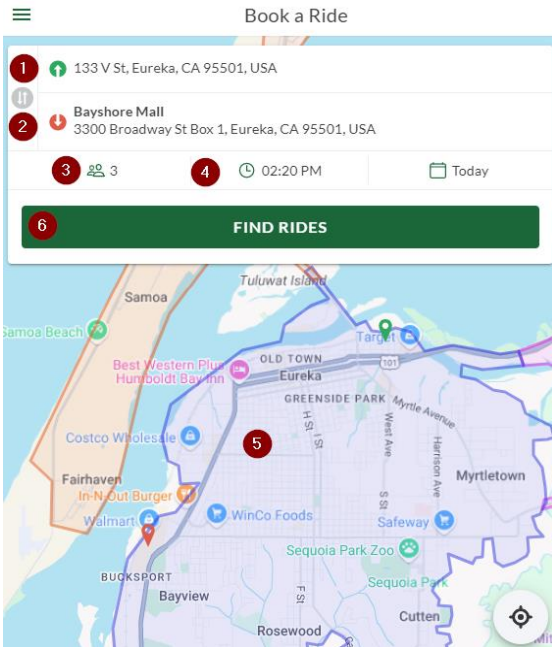 Book a Ride
1
133 V St, Eureka, CA 95501, USA
2
Bayshore Mall
3300 Broadway St Box 1, Eureka, CA 95501, USA
3
3
4
02:20 PM
Today
6
FIND RIDES
Tuluwat Island
Samoa
Samoa Beach
Target
OLD TOWN
101
Best Western Plus
Humboldt Bay Inn
Eureka
GREENSIDE PARK
Myrtle Avenue
H St
I St
West Ave
Harrison Ave
Costco Wholesale
5
Fairhaven
In-N-Out Burger
Myrtletown
S St
Walmart
WinCo Foods
Safeway
Sequoia Park Zoo
BUCKSPORT
Sequoia Park
Bayview
F St
Cutten
Rosewood